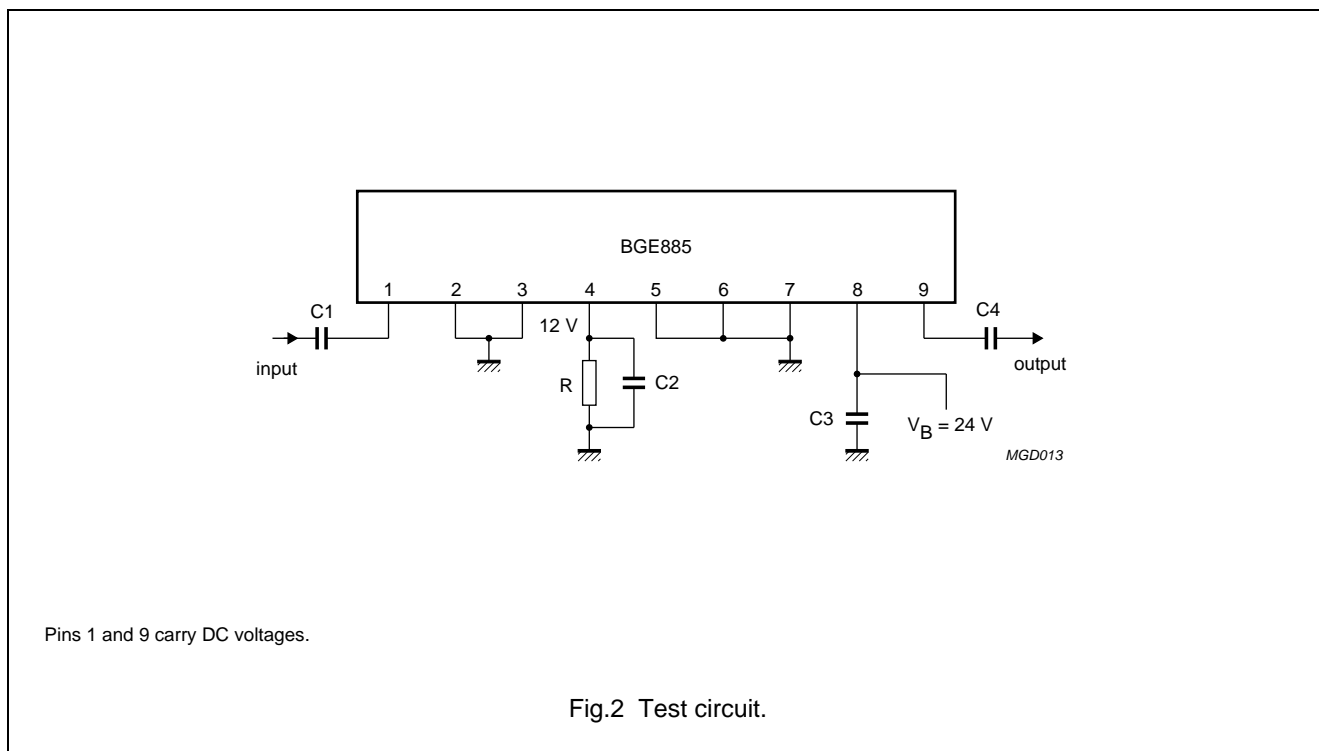 BGE885
1 2 3 4 5 6 7 8 9
C1
C4
12 V
input
output
R
C2
C3
V_B = 24 V
MGD013
Pins 1 and 9 carry DC voltages.
Fig.2 Test circuit.